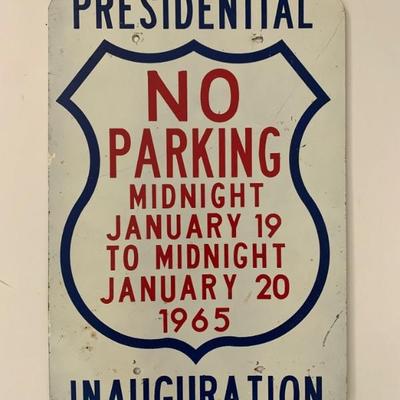 PRESIDENTIAL
NO
PARKING
MIDNIGHT
JANUARY 19
TO MIDNIGHT
JANUARY 20
1965
INAUGURATION